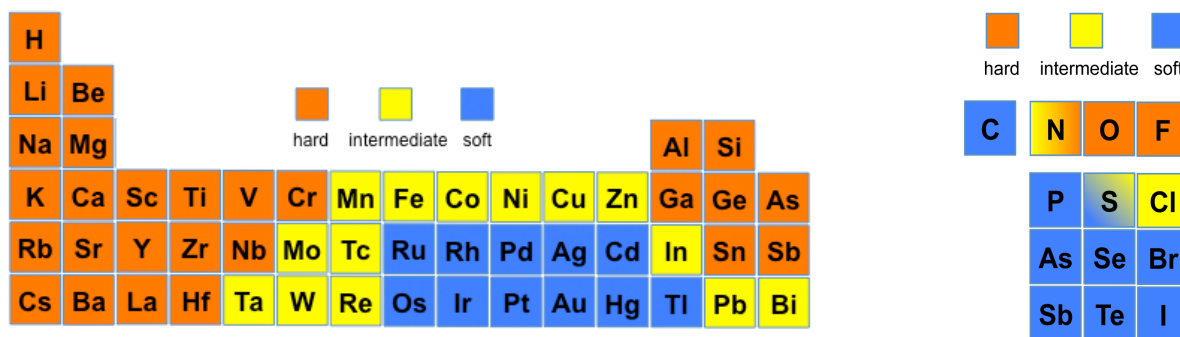 H
Li Be
Na Mg
hard intermediate soft
Al Si
K Ca Sc Ti V Cr Mn Fe Co Ni Cu Zn Ga Ge As
Rb Sr Y Zr Nb Mo Tc Ru Rh Pd Ag Cd In Sn Sb
Cs Ba La Hf Ta W Re Os Ir Pt Au Hg Tl Pb Bi
hard intermediate soft
C N O F
P S Cl
As Se Br
Sb Te I